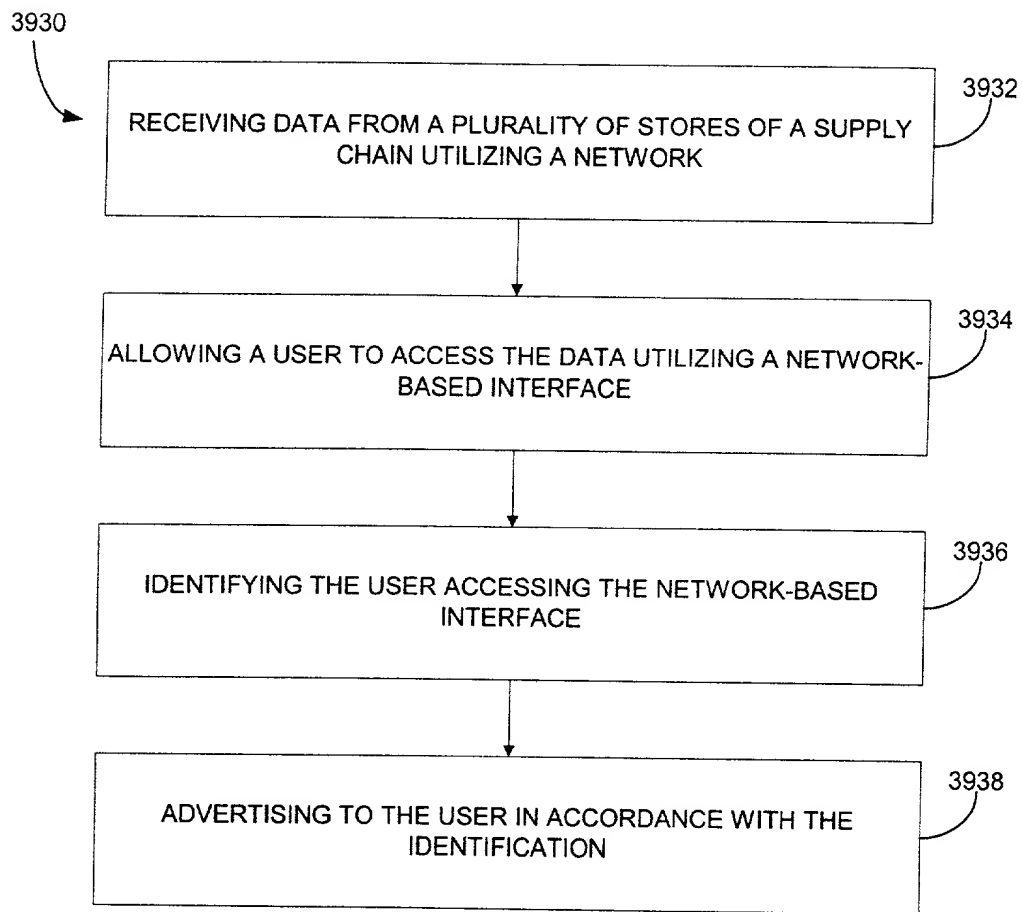 3930
3932
RECEIVING DATA FROM A PLURALITY OF STORES OF A SUPPLY
CHAIN UTILIZING A NETWORK
3934
ALLOWING A USER TO ACCESS THE DATA UTILIZING A NETWORK-
BASED INTERFACE
3936
IDENTIFYING THE USER ACCESSING THE NETWORK-BASED
INTERFACE
3938
ADVERTISING TO THE USER IN ACCORDANCE WITH THE
IDENTIFICATION